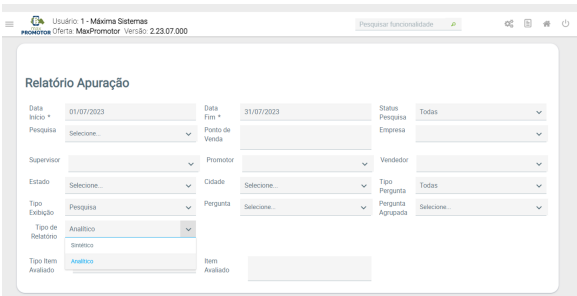 Usuário: 1 - Máxima Sistemas
PROMOTOR Oferta: MaxPromotor Versão: 2.23.07.000
Pesquisar funcionalidade
Relatório Apuração
Data Início * 01/07/2023 Data Fim * 31/07/2023 Status Pesquisa Todas
Pesquisa Selecione... Ponto de Venda Empresa
Supervisor Promotor Vendedor
Estado Selecione... Cidade Selecione... Tipo Pergunta Todas
Tipo Exibição Pesquisa Pergunta Selecione... Pergunta Agrupada Selecione...
Tipo de Relatório Analítico
Sintético
Analítico
Tipo Item Avaliado Item Avaliado